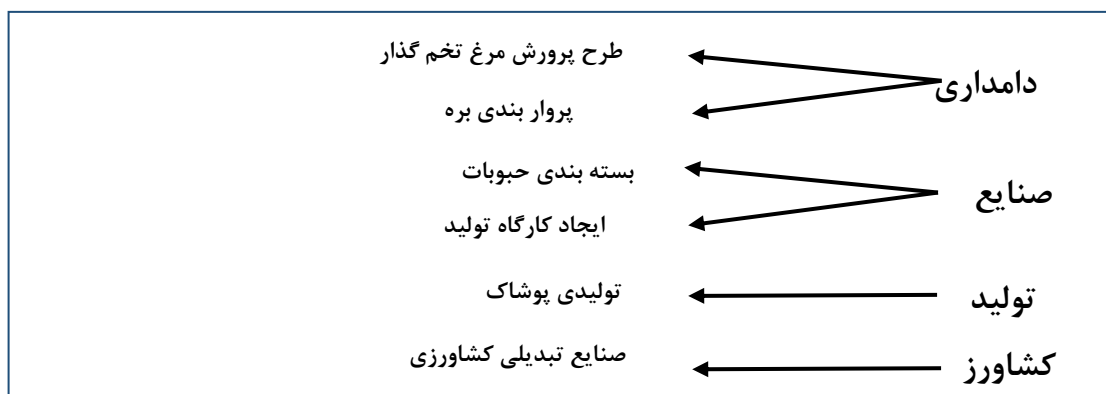 دامداری
طرح پرورش مرغ تخم گذار
پروار بندی بره
صنایع
بسته بندی حبوبات
ایجاد کارگاه تولید
تولید
تولیدی پوشاک
کشاورز
صنایع تبدیلی کشاورزی